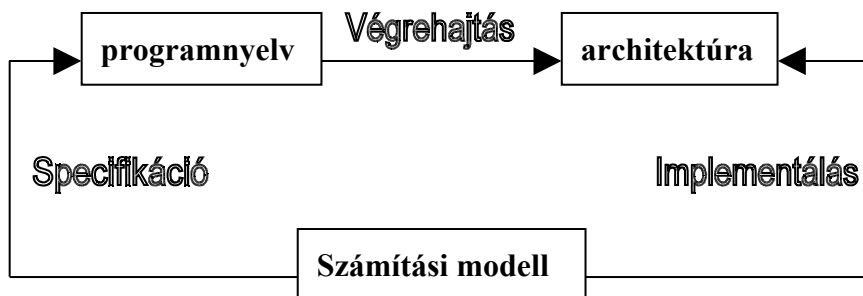 Végrehajtás
programnyelv
architektúra
Specifikáció
Implementálás
Számítási modell